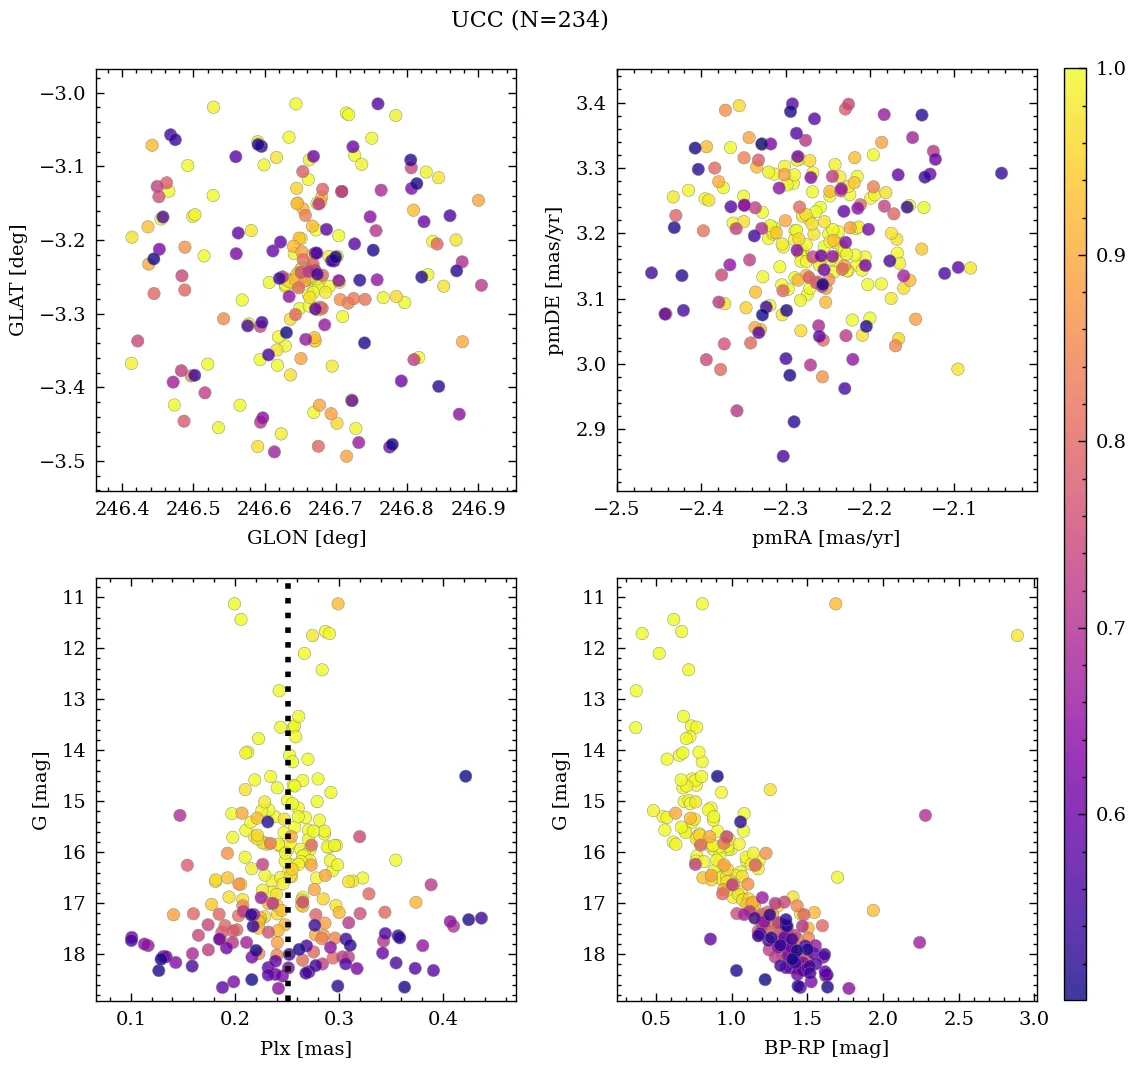 UCC (N=234)
−3.0
−3.1
−3.2
−3.3
−3.4
−3.5
GLAT [deg]
246.4 246.5 246.6 246.7 246.8 246.9
GLON [deg]
3.4
3.3
3.2
3.1
3.0
2.9
pmDE [mas/yr]
−2.5 −2.4 −2.3 −2.2 −2.1
pmRA [mas/yr]
11
12
13
14
15
16
17
18
G [mag]
0.1 0.2 0.3 0.4
Plx [mas]
11
12
13
14
15
16
17
18
G [mag]
0.5 1.0 1.5 2.0 2.5 3.0
BP-RP [mag]
1.0
0.9
0.8
0.7
0.6